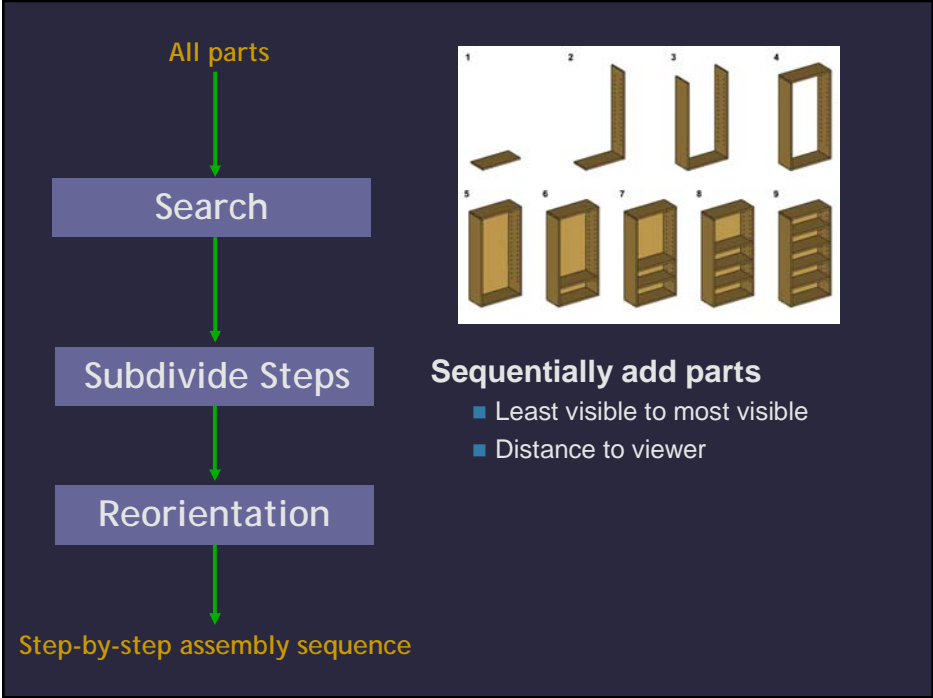 All parts
Search
Subdivide Steps
Reorientation
Step-by-step assembly sequence
1 2 3 4
5 6 7 8 9
Sequentially add parts
Least visible to most visible
Distance to viewer